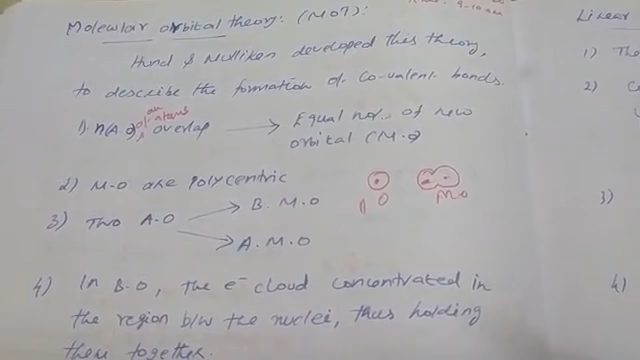 Molecular orbital theory: (MOT):
Hund & Mulliken developed this theory,
to describe the formation of Co-valent bonds.
all
of atoms
1) n(A.O) overlap → Equal no: of new
orbital (M.O)
2) M.O are Polycentric
A O
M.O
3) Two A.O → B.M.O
→ A.M.O
4) In B.O, the e⁻ cloud concentrated in
the region b/w the nuclei, thus holding
them together.
Linear
1) The
2)
3)
4)